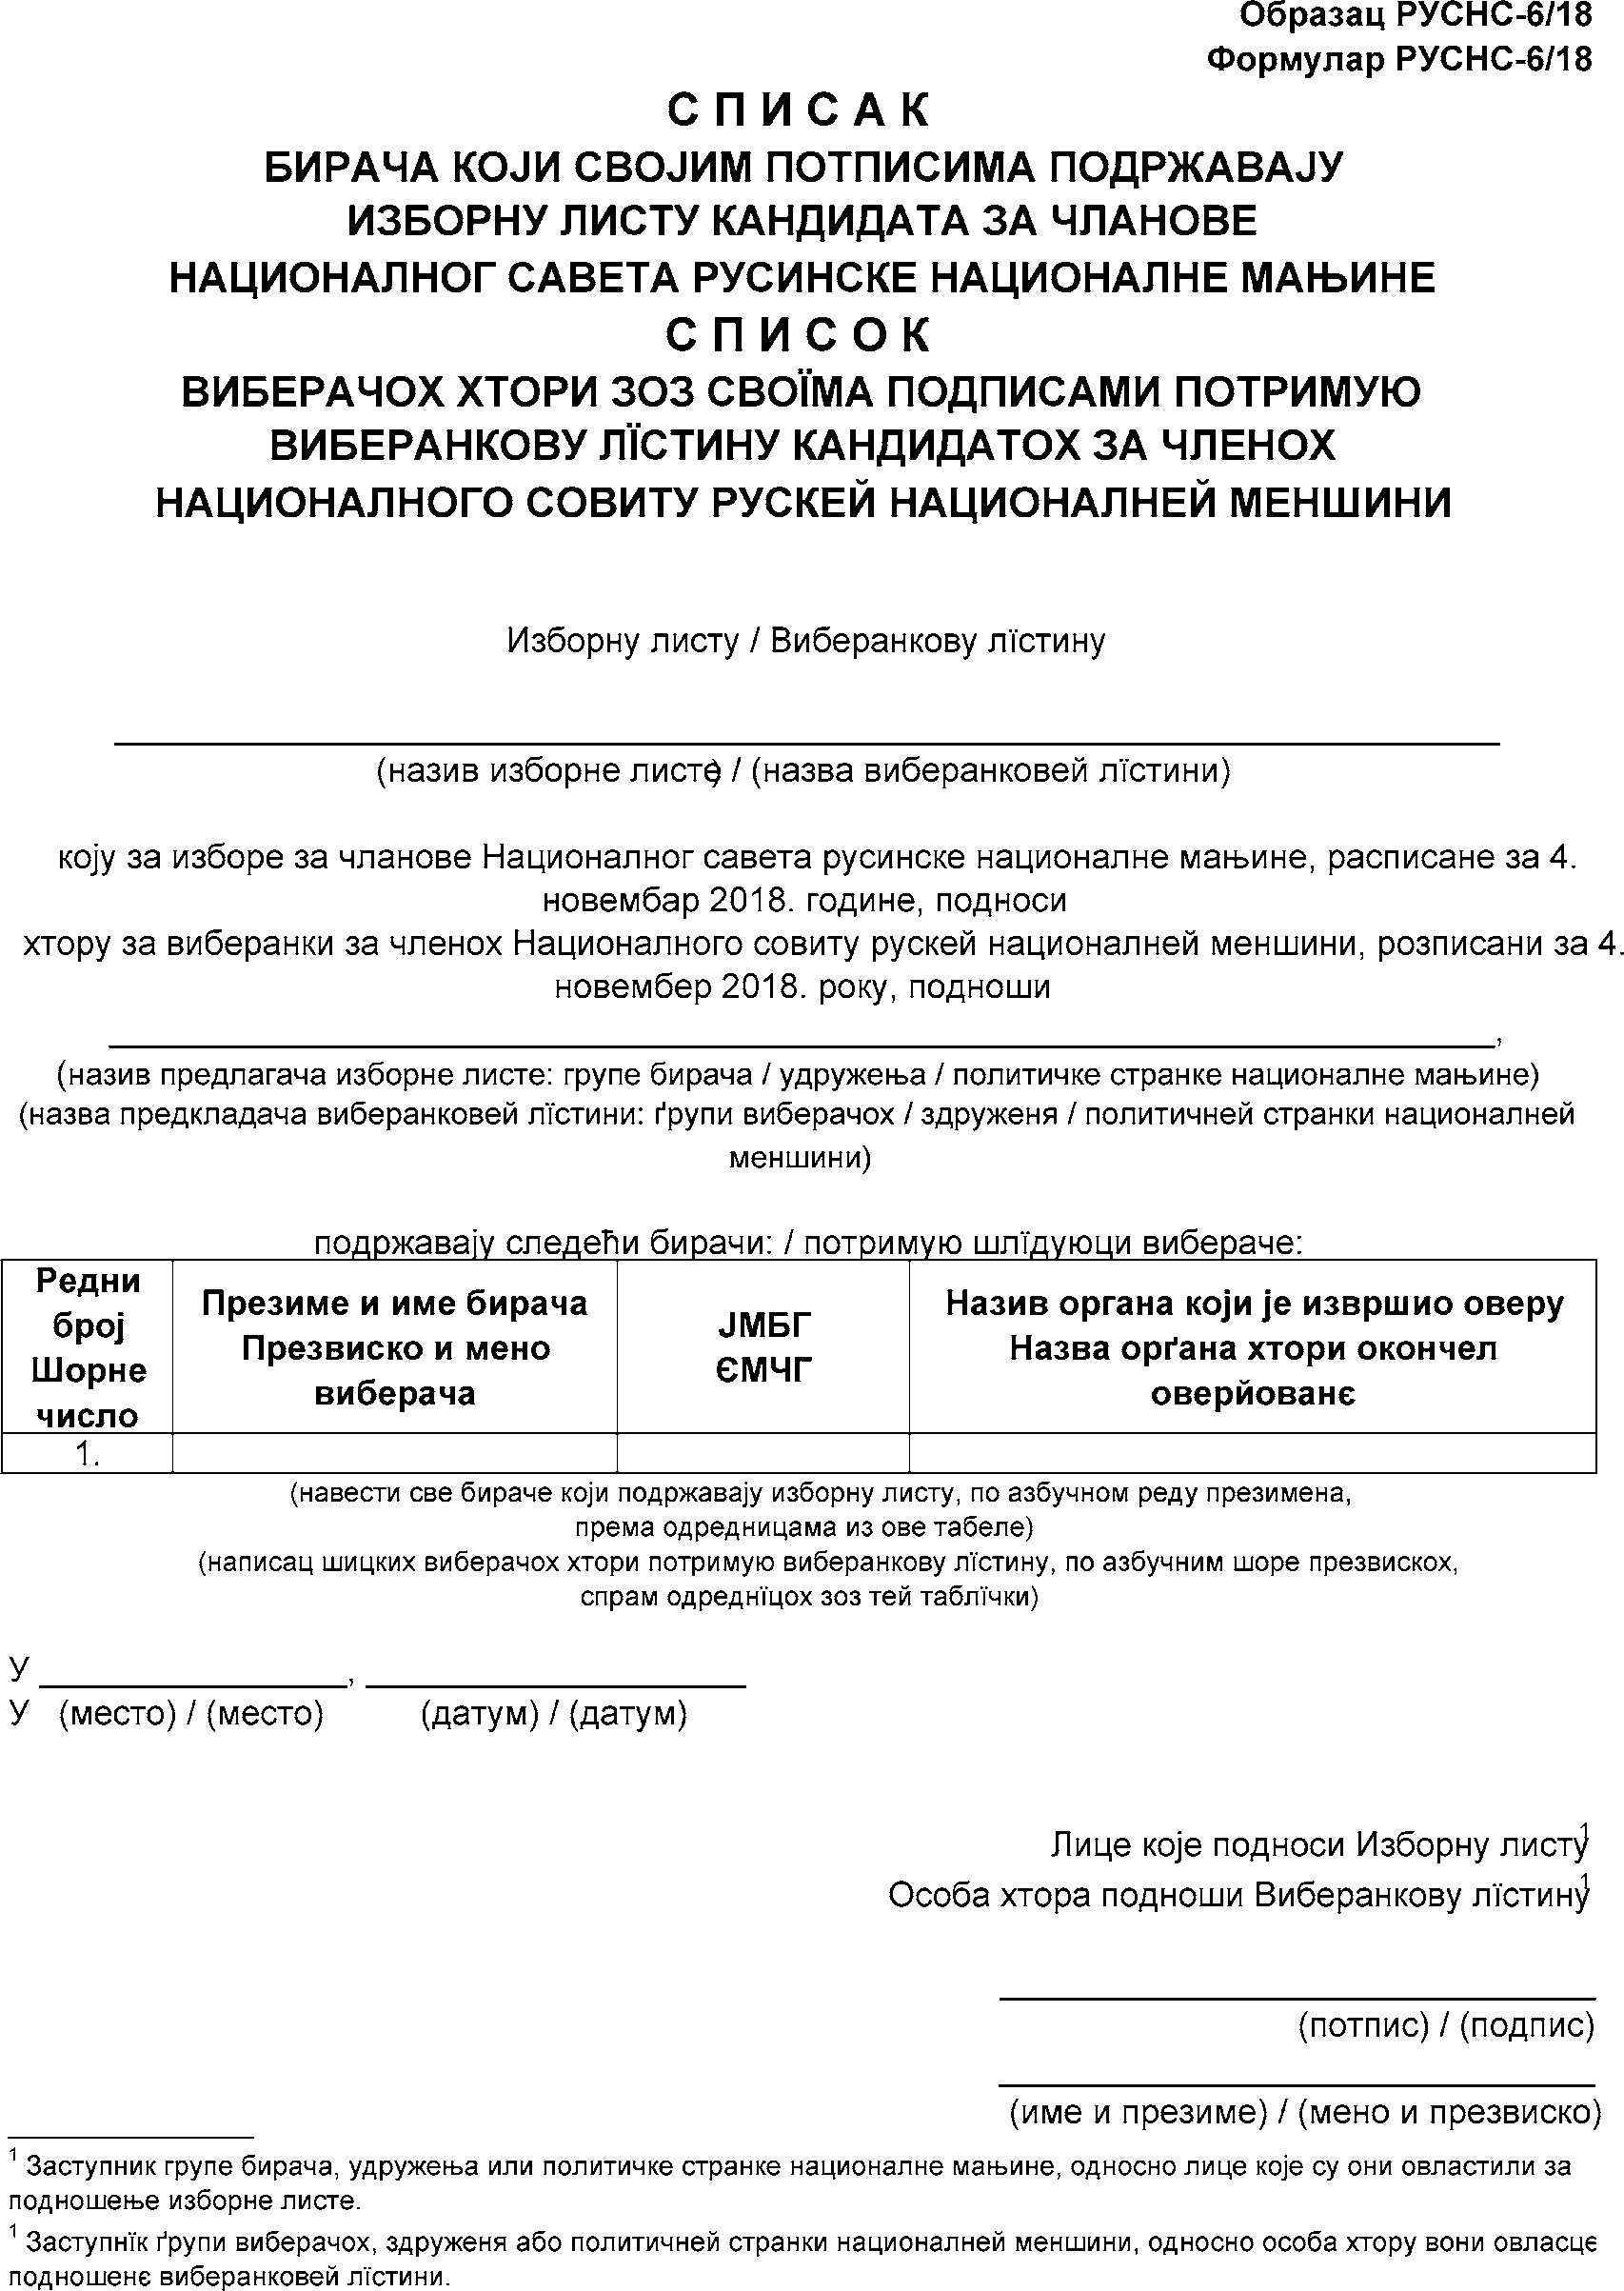 Образац РУСНС-6/18
Формулар РУСНС-6/18
С П И С А К
БИРАЧА КОЈИ СВОЈИМ ПОТПИСИМА ПОДРЖАВАЈУ
ИЗБОРНУ ЛИСТУ КАНДИДАТА ЗА ЧЛАНОВЕ
НАЦИОНАЛНОГ САВЕТА РУСИНСКЕ НАЦИОНАЛНЕ МАЊИНЕ
С П И С О К
ВИБЕРАЧОХ ХТОРИ ЗОЗ СВОЇМА ПОДПИСАМИ ПОТРИМУЮ
ВИБЕРАНКОВУ ЛЇСТИНУ КАНДИДАТОХ ЗА ЧЛЕНОХ
НАЦИОНАЛНОГО СОВИТУ РУСКЕЙ НАЦИОНАЛНЕЙ МЕНШИНИ
Изборну листу / Виберанкову лїстину
(назив изборне листе) / (назва виберанковей лїстини)
коју за изборе за чланове Националног савета русинске националне мањине, расписане за 4.
новембар 2018. године, подноси
хтору за виберанки за членох Националного совиту рускей националней меншини, розписани за 4.
новембер 2018. року, подноши
,
(назив предлагача изборне листе: групе бирача / удружења / политичке странке националне мањине)
(назва предкладача виберанковей лїстини: ґрупи виберачох / здруженя / политичней странки националней
меншини)
подржавају следећи бирачи: / потримую шлїдуюци вибераче:
Редни број Шорне число
Презиме и име бирача Презвиско и мено виберача
ЈМБГ ЄМЧГ
Назив органа који је извршио оверу Назва орґана хтори окончел оверйованє
1.
(навести све бираче који подржавају изборну листу, по азбучном реду презимена,
према одредницама из ове табеле)
(написац шицких виберачох хтори потримую виберанкову лїстину, по азбучним шоре презвискох,
спрам одреднїцох зоз тей таблїчки)
У ________________, ____________________
У (место) / (место) (датум) / (датум)
Лице које подноси Изборну листу1
Особа хтора подноши Виберанкову лїстину1
(потпис) / (подпис)
(име и презиме) / (мено и презвиско)
1 Заступник групе бирача, удружења или политичке странке националне мањине, односно лице које су они овластили за
подношење изборне листе.
1 Заступнїк ґрупи виберачох, здруженя або политичней странки националней меншини, односно особа хтору вони овласце
подношенє виберанковей лїстини.